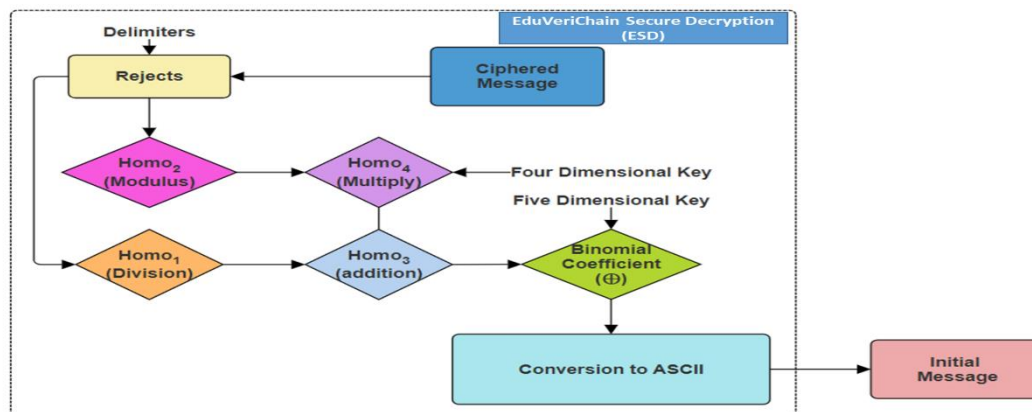 EduVeriChain Secure Decryption
(ESD)
Delimiters
Rejects
Ciphered
Message
Homo₂
(Modulus)
Homo₄
(Multiply)
Four Dimensional Key
Five Dimensional Key
Homo₁
(Division)
Homo₃
(addition)
Binomial
Coefficient
(⊕)
Conversion to ASCII
Initial
Message